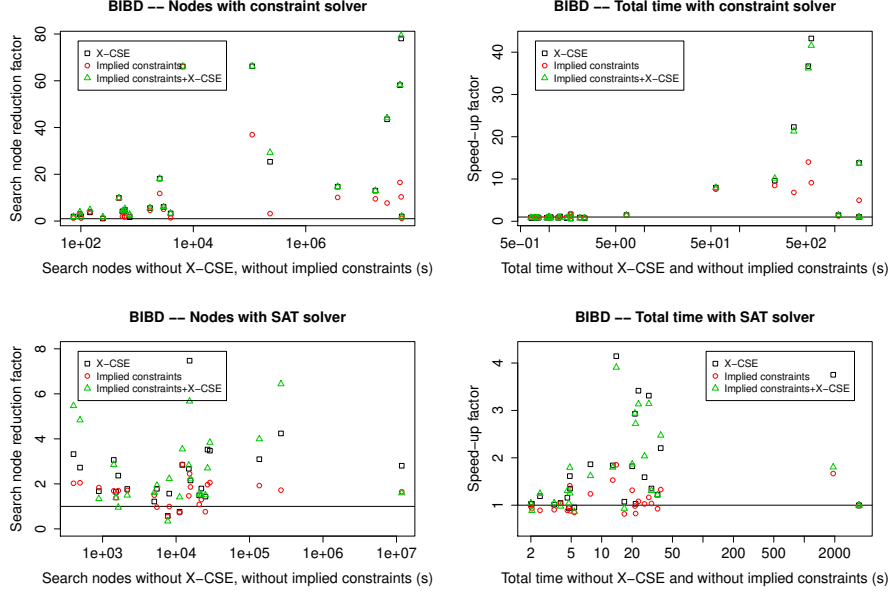 BIBD −− Nodes with constraint solver
Search node reduction factor
80
60
40
20
0
X−CSE
Implied constraints
Implied constraints+X−CSE
1e+02
1e+04
1e+06
Search nodes without X−CSE, without implied constraints (s)
BIBD −− Total time with constraint solver
Speed−up factor
40
30
20
10
0
X−CSE
Implied constraints
Implied constraints+X−CSE
5e−01
5e+00
5e+01
5e+02
Total time without X−CSE and without implied constraints (s)
BIBD −− Nodes with SAT solver
Search node reduction factor
8
6
4
2
0
X−CSE
Implied constraints
Implied constraints+X−CSE
1e+03
1e+04
1e+05
1e+06
1e+07
Search nodes without X−CSE, without implied constraints (s)
BIBD −− Total time with SAT solver
Speed−up factor
4
3
2
1
X−CSE
Implied constraints
Implied constraints+X−CSE
2
5
10
20
50
100
200
500
2000
Total time without X−CSE and without implied constraints (s)